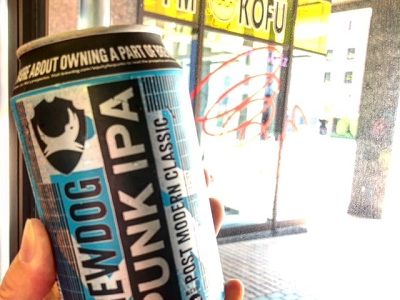 I'M KOFU
ARE ABOUT OWNING A PART OF
EWDOG
PUNK IPA
POST MODERN CLASSIC